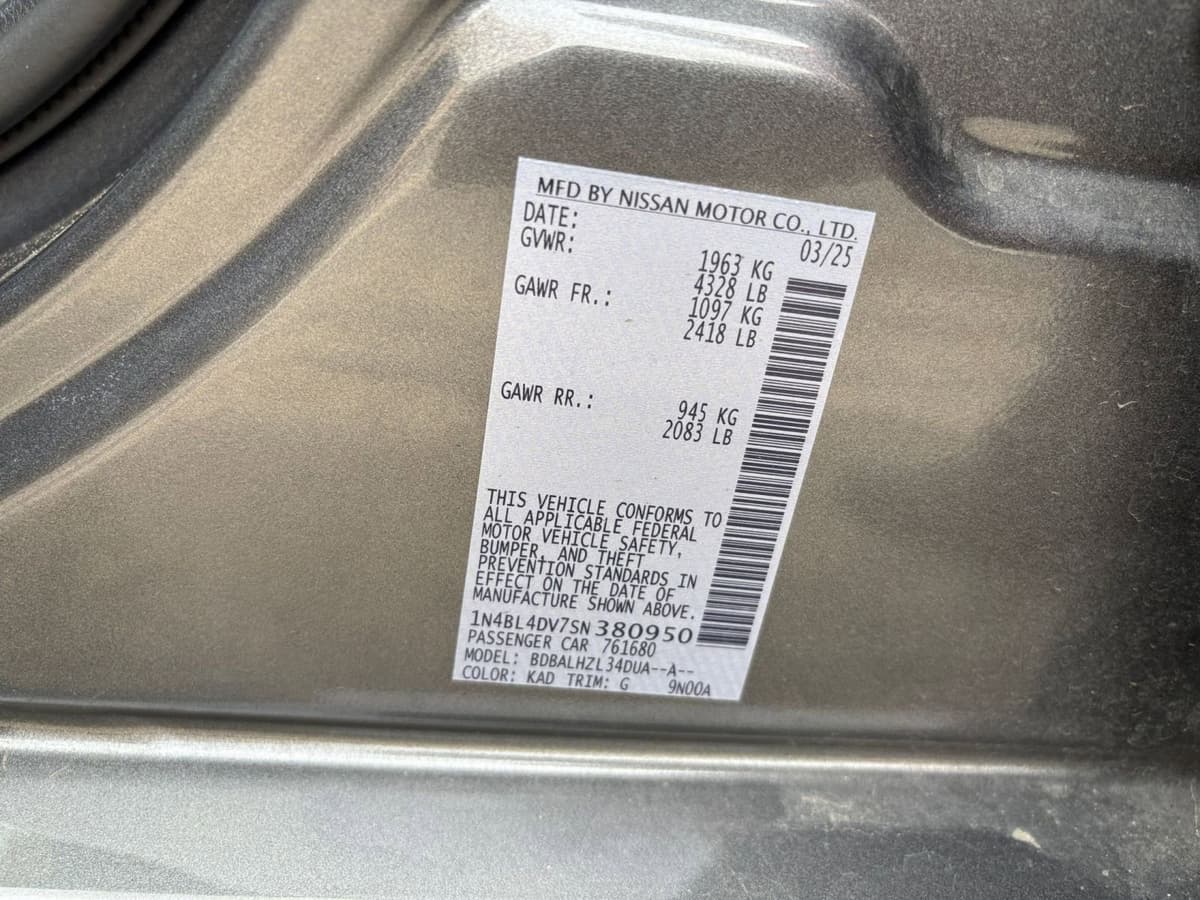 MFD BY NISSAN MOTOR CO., LTD.
DATE: 03/25
GVWR: 1963 KG
4328 LB
GAWR FR.: 1097 KG
2418 LB
GAWR RR.: 945 KG
2083 LB
THIS VEHICLE CONFORMS TO
ALL APPLICABLE FEDERAL
MOTOR VEHICLE SAFETY,
BUMPER, AND THEFT
PREVENTION STANDARDS IN
EFFECT ON THE DATE OF
MANUFACTURE SHOWN ABOVE.
1N4BL4DV7SN380950
PASSENGER CAR 761680
MODEL: BDBALHZL34DUA--A--
COLOR: KAD TRIM: G 9N00A